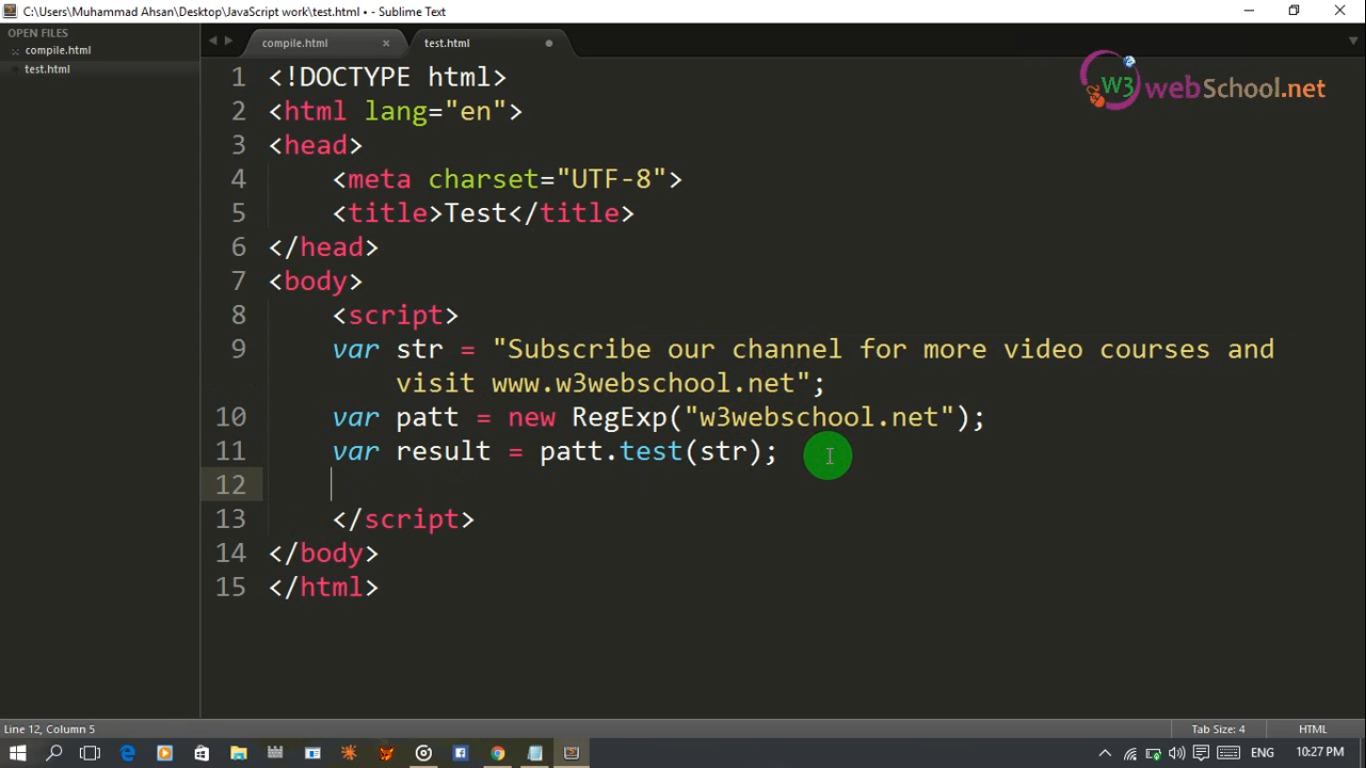 C:\Users\Muhammad Ahsan\Desktop\JavaScript work\test.html • - Sublime Text
OPEN FILES
compile.html
test.html
compile.html
test.html
W3 webSchool.net
1 <!DOCTYPE html>
2 <html lang="en">
3 <head>
4 <meta charset="UTF-8">
5 <title>Test</title>
6 </head>
7 <body>
8 <script>
9 var str = "Subscribe our channel for more video courses and
visit www.w3webschool.net";
10 var patt = new RegExp("w3webschool.net");
11 var result = patt.test(str);
12
13 </script>
14 </body>
15 </html>
Line 12, Column 5
Tab Size: 4
HTML
ENG
10:27 PM